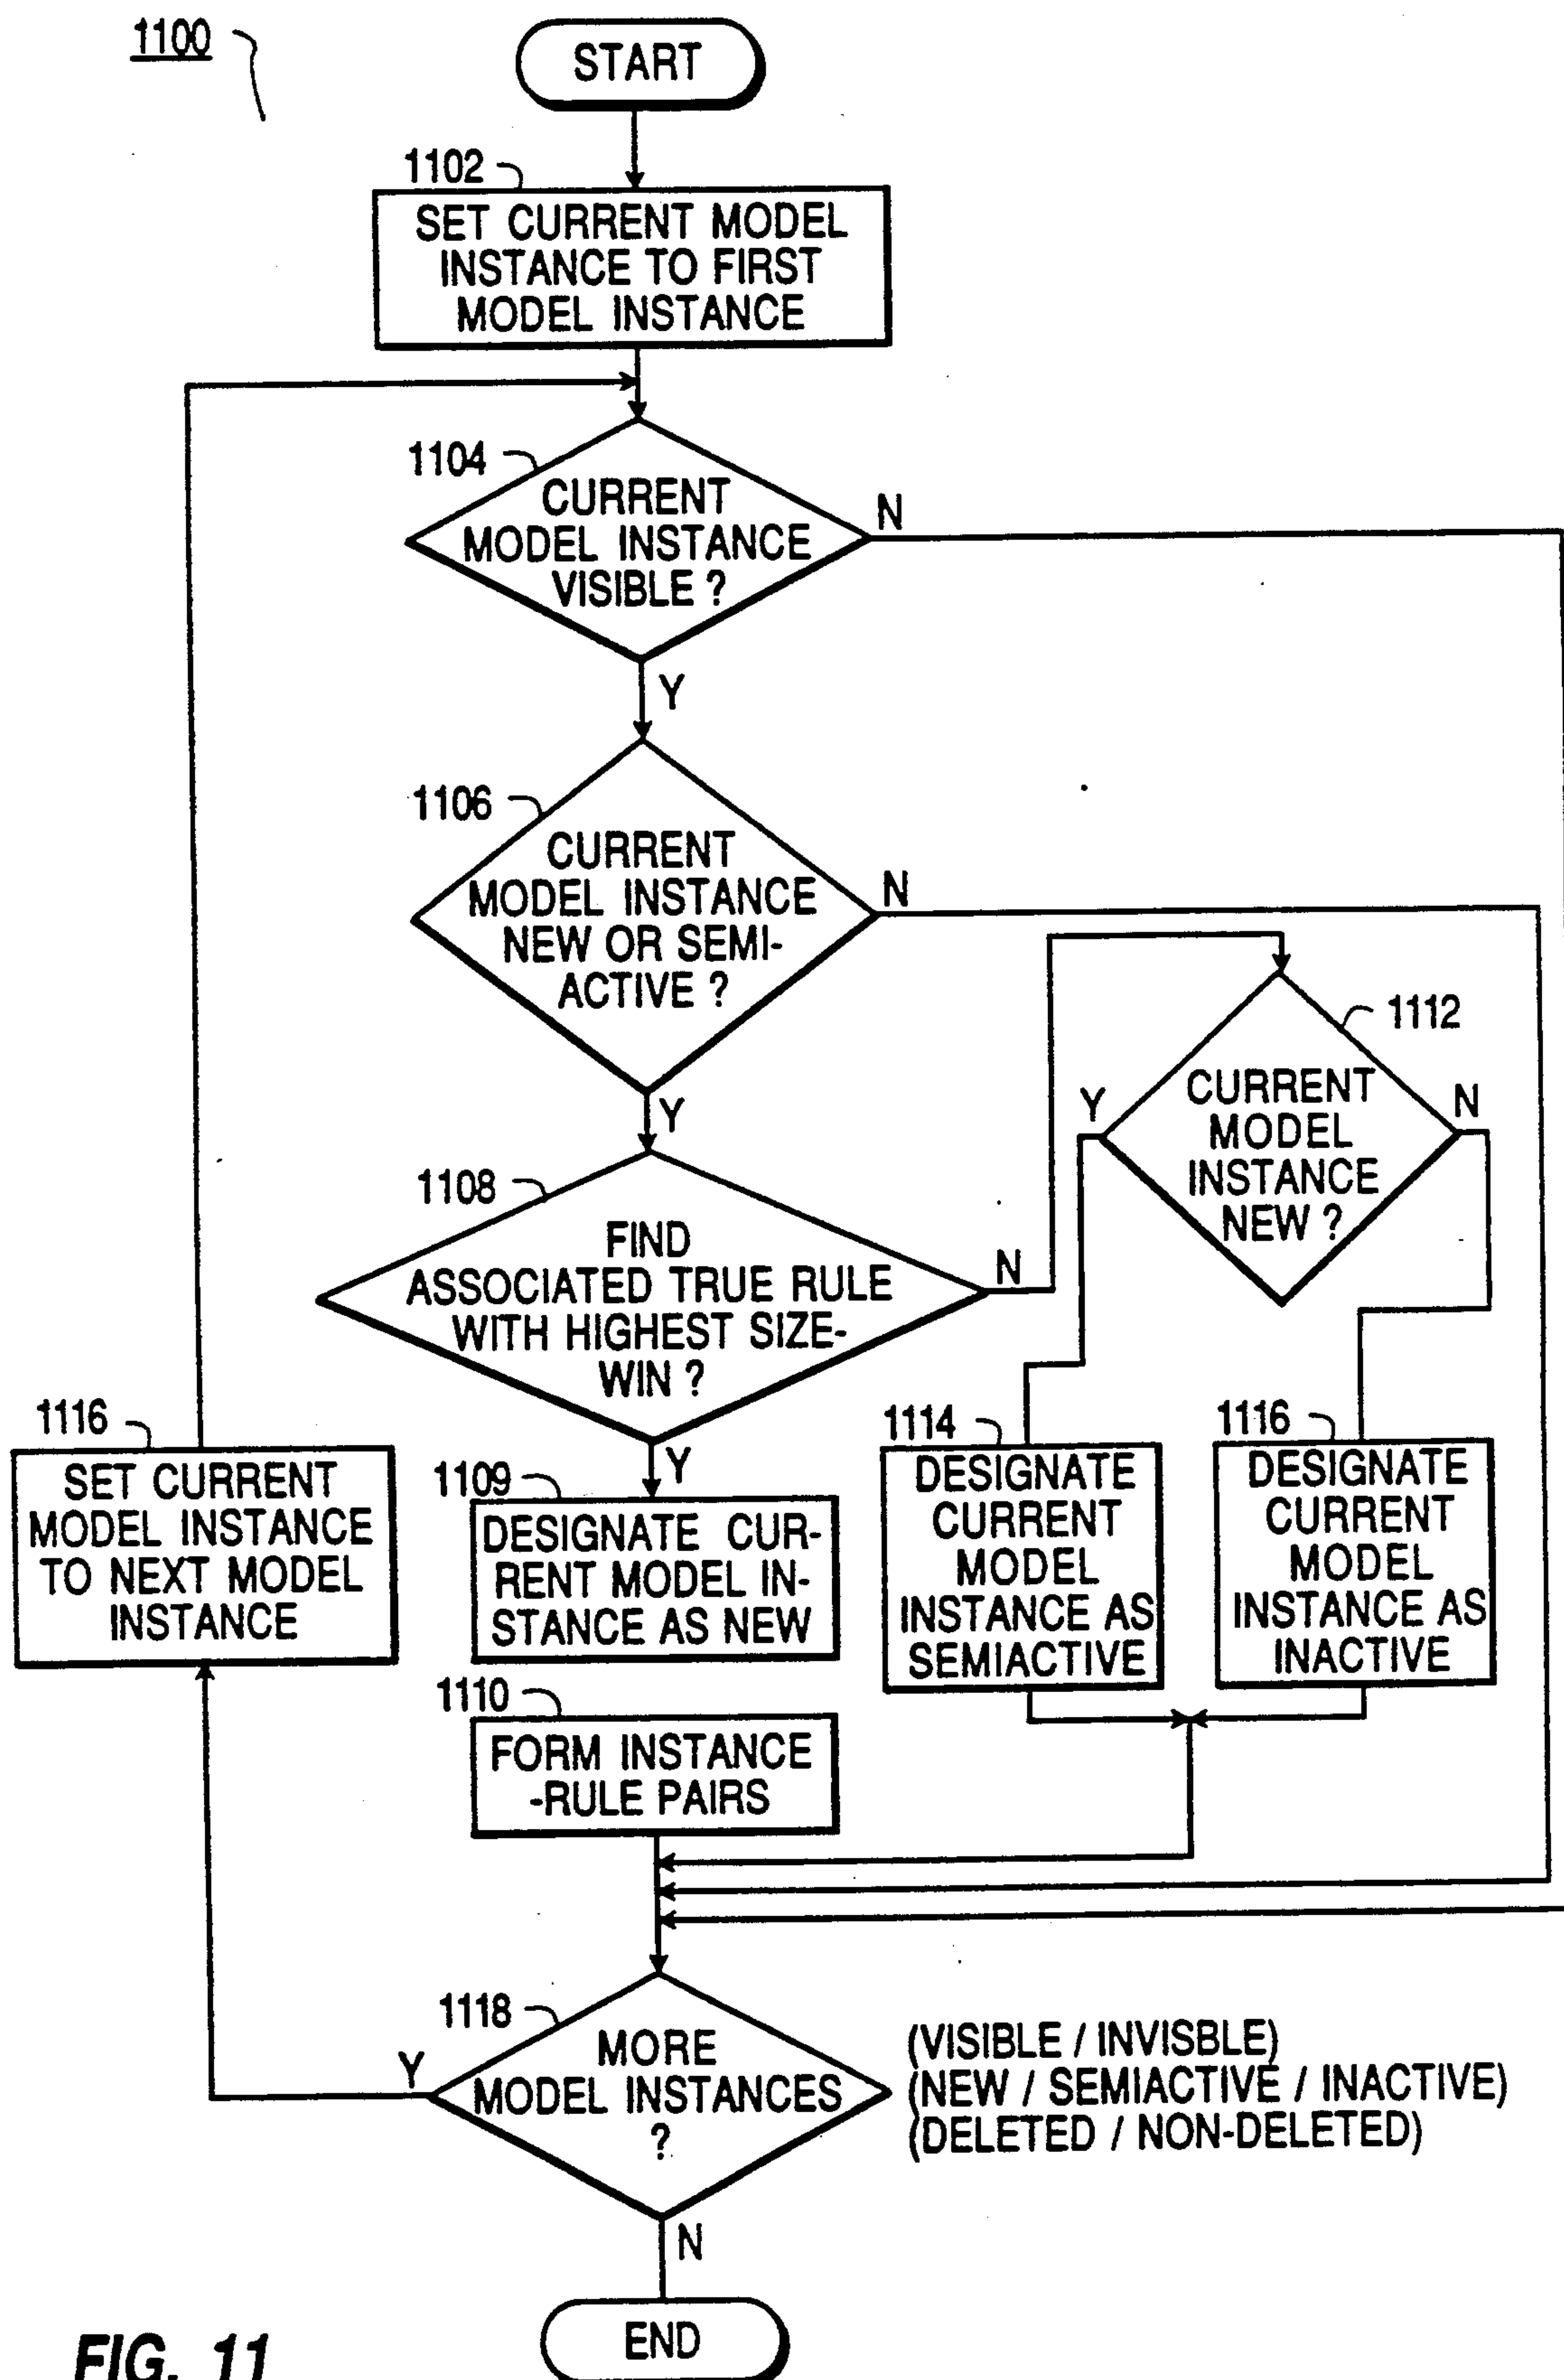 1100
START
1102
SET CURRENT MODEL
INSTANCE TO FIRST
MODEL INSTANCE
1104
CURRENT
MODEL INSTANCE
VISIBLE ?
N
Y
1106
CURRENT
MODEL INSTANCE
NEW OR SEMI-
ACTIVE ?
N
Y
1112
CURRENT
MODEL
INSTANCE
NEW ?
Y
N
1108
FIND
ASSOCIATED TRUE RULE
WITH HIGHEST SIZE-
WIN ?
N
Y
1116
SET CURRENT
MODEL INSTANCE
TO NEXT MODEL
INSTANCE
1109
DESIGNATE CUR-
RENT MODEL IN-
STANCE AS NEW
1114
DESIGNATE
CURRENT
MODEL
INSTANCE AS
SEMIACTIVE
1116
DESIGNATE
CURRENT
MODEL
INSTANCE AS
INACTIVE
1110
FORM INSTANCE
-RULE PAIRS
1118
MORE
MODEL INSTANCES
?
Y
N
(VISIBLE / INVISBLE)
(NEW / SEMIACTIVE / INACTIVE)
(DELETED / NON-DELETED)
END
FIG. 11